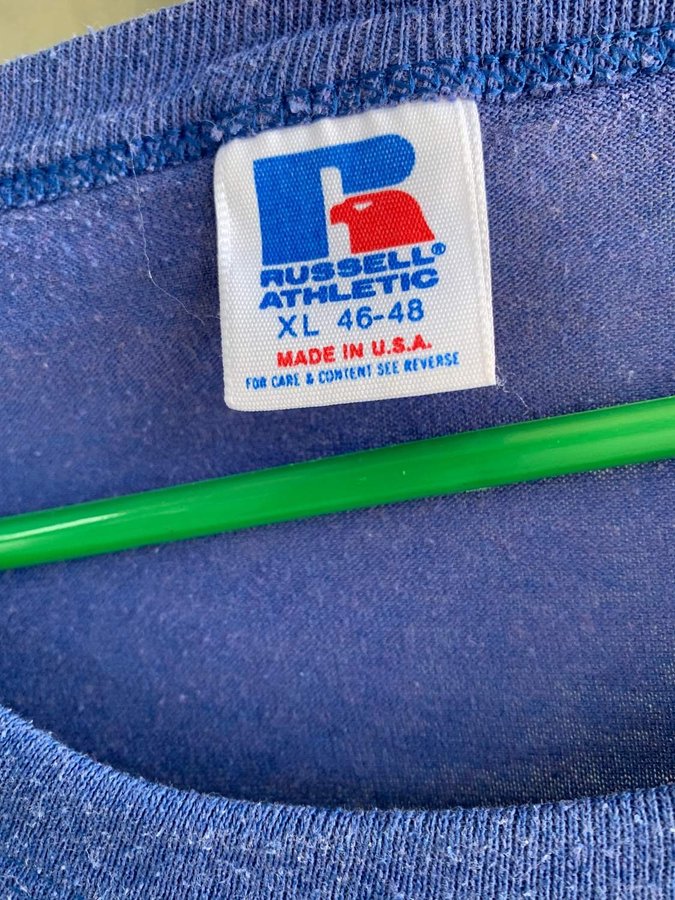 RUSSELL®
ATHLETIC
XL 46-48
MADE IN U.S.A.
FOR CARE & CONTENT SEE REVERSE